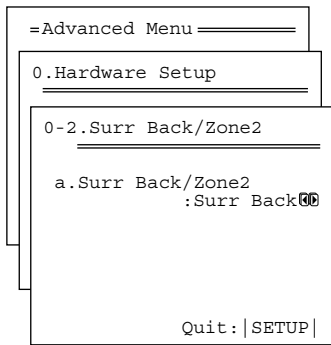 Advanced Menu
0.Hardware Setup
0-2.Surr Back/Zone2
a.Surr Back/Zone2
:Surr Back
Quit:|SETUP|